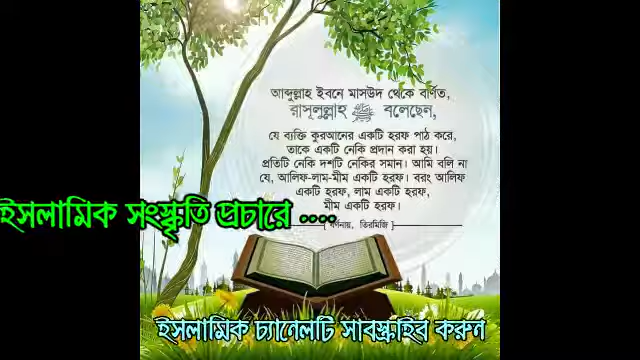 আব্দুল্লাহ ইবনে মাসউদ থেকে বর্ণিত,
রাসূলুল্লাহ ﷺ বলেছেন,
যে ব্যক্তি কুরআনের একটি হরফ পাঠ করে,
তাকে একটি নেকি প্রদান করা হয়।
প্রতিটি নেকি দশটি নেকির সমান। আমি বলি না
যে, আলিফ-লাম-মীম একটি হরফ। বরং আলিফ
একটি হরফ, লাম একটি হরফ,
মীম একটি হরফ।
[ বর্ণনায়, তিরমিজি ]
ইসলামিক সংস্কৃতি প্রচারে ....
ইসলামিক চ্যানেলটি সাবস্ক্রাইব করুন